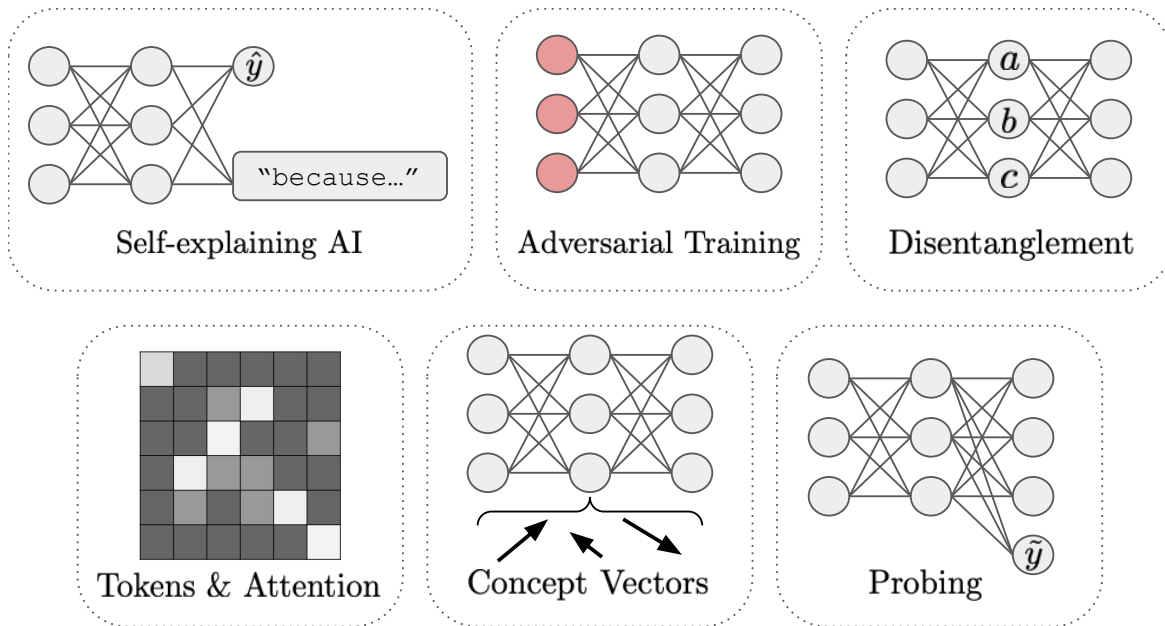 ŷ
"because…"
Self-explaining AI
Adversarial Training
a
b
c
Disentanglement
Tokens & Attention
Concept Vectors
ỹ
Probing